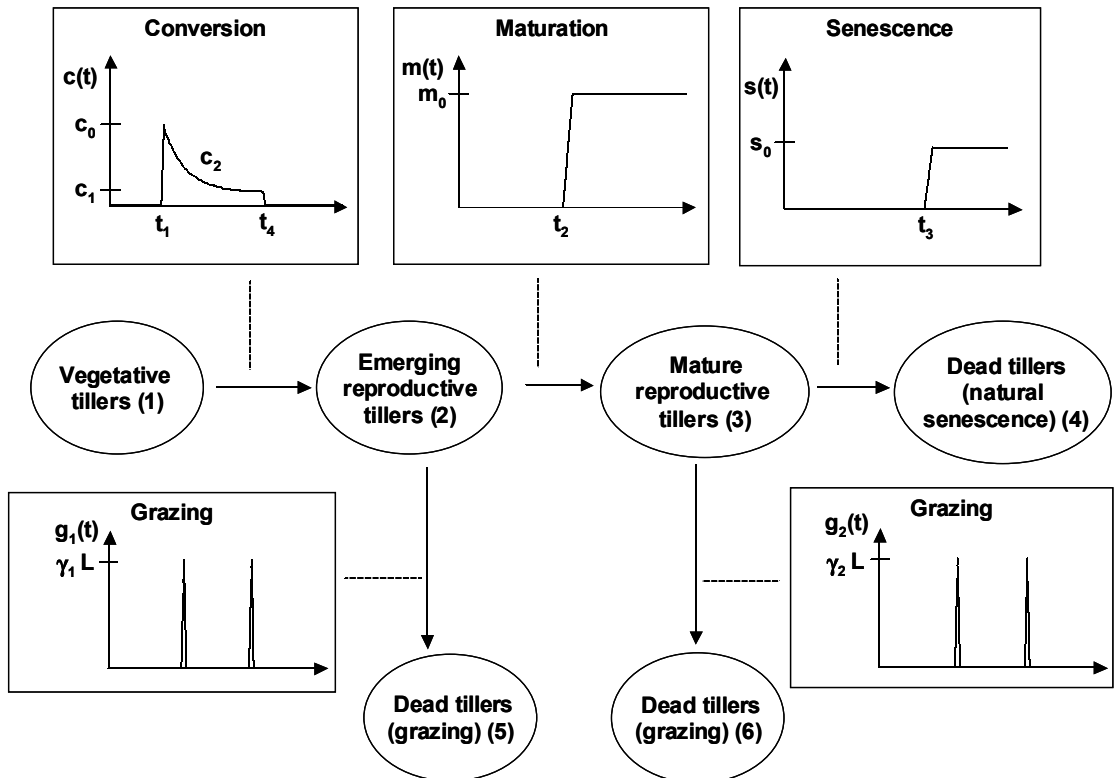 Conversion
c(t)
c₀
c₂
c₁
t₁
t₄
Maturation
m(t)
m₀
t₂
Senescence
s(t)
s₀
t₃
Vegetative
tillers (1)
Emerging
reproductive
tillers (2)
Mature
reproductive
tillers (3)
Dead tillers
(natural
senescence) (4)
Grazing
g₁(t)
γ₁ L
Grazing
g₂(t)
γ₂ L
Dead tillers
(grazing) (5)
Dead tillers
(grazing) (6)